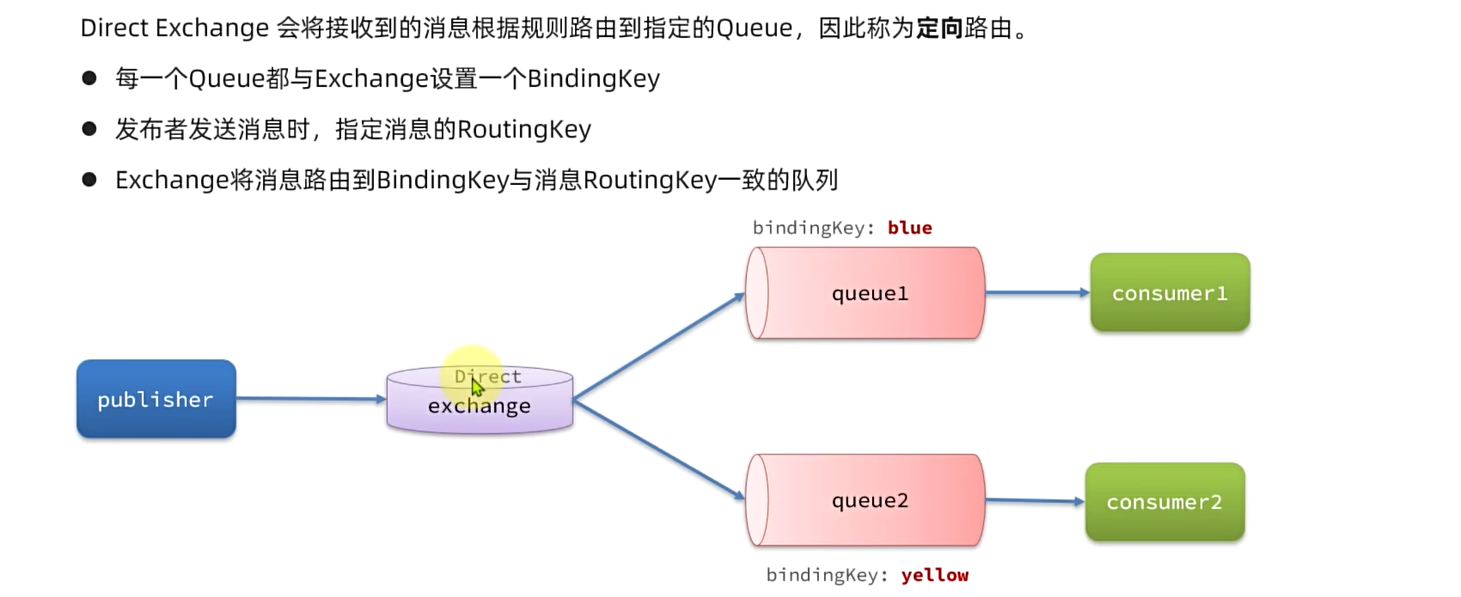 Direct Exchange 会将接收到的消息根据规则路由到指定的Queue，因此称为定向路由。
● 每一个Queue都与Exchange设置一个BindingKey
● 发布者发送消息时，指定消息的RoutingKey
● Exchange将消息路由到BindingKey与消息RoutingKey一致的队列
bindingKey: blue
queue1
consumer1
publisher
Direct
exchange
queue2
consumer2
bindingKey: yellow